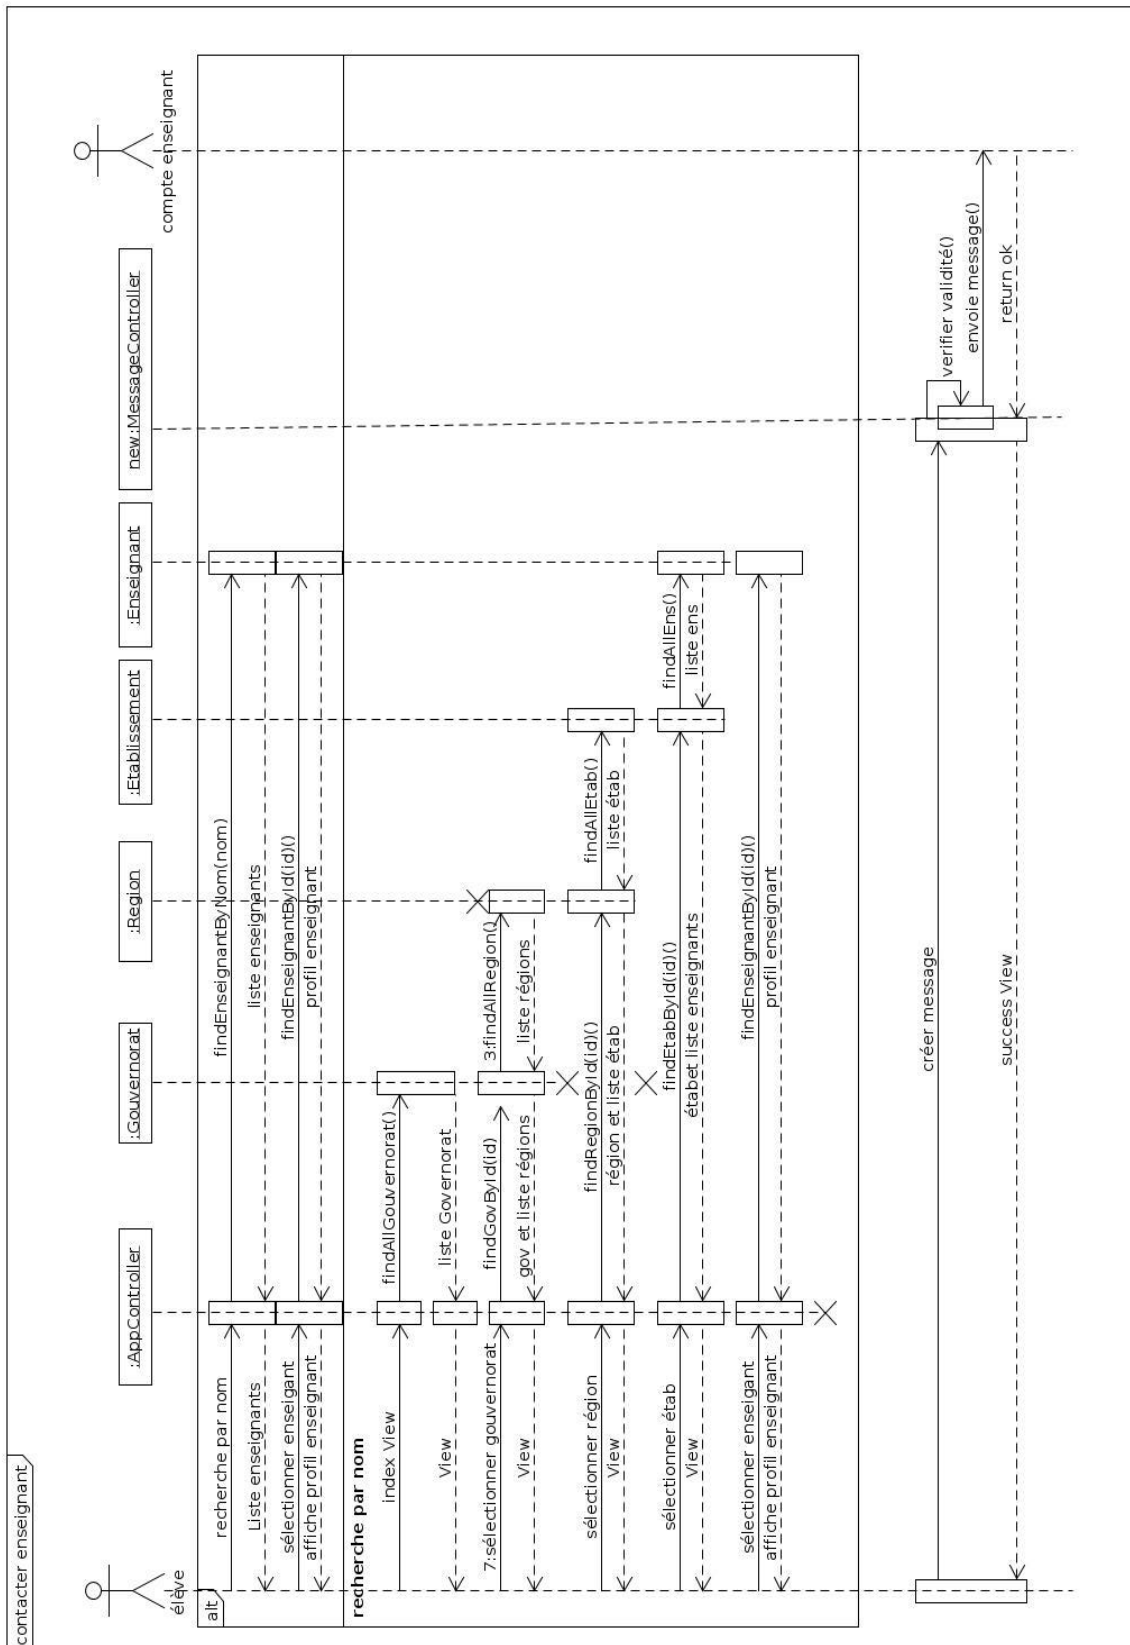 contacter enseignant
élève
:AppController
:Gouvernorat
:Region
:Etablissement
:Enseignant
new:MessageController
compte enseignant
alt
recherche par nom
findEnseignantByNom(nom)
liste enseignants
Liste enseignants
sélectionner enseigant
findEnseignantById(id)()
profil enseignant
affiche profil enseignant
recherche par nom
index View
findAllGouvernorat()
liste Governorat
View
7:sélectionner gouvernorat
findGovById(id)
3:findAllRegion()
liste régions
gov et liste régions
View
sélectionner région
findRegionById(id)()
findAllEtab()
liste étab
région et liste étab
View
sélectionner étab
findEtabById(id)()
findAllEns()
liste ens
étabet liste enseignants
View
sélectionner enseigant
findEnseignantById(id)()
profil enseignant
affiche profil enseignant
créer message
verifier validité()
envoie message()
return ok
success View